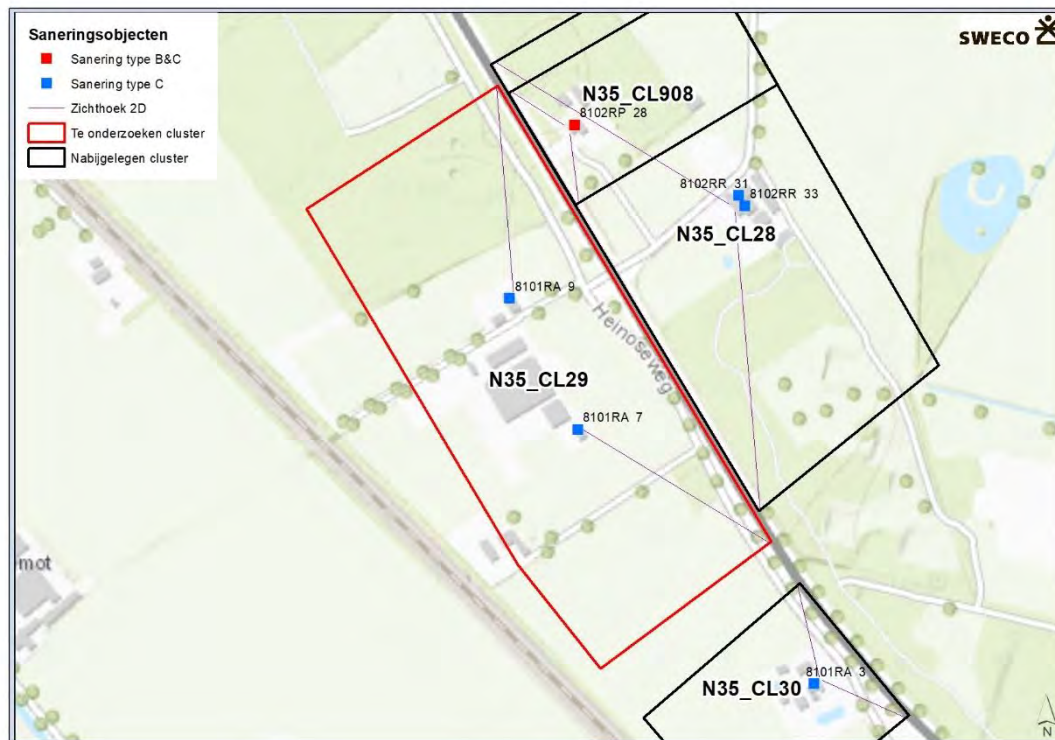 Saneringsobjecten
Sanering type B&C
Sanering type C
Zichthoek 2D
Te onderzoeken cluster
Nabijgelegen cluster
SWECO
N35_CL908
8102RP 28
8102RR 31
8102RR 33
N35_CL28
8101RA 9
Heinoseweg
N35_CL29
8101RA 7
mot
8101RA 3
N35_CL30
N